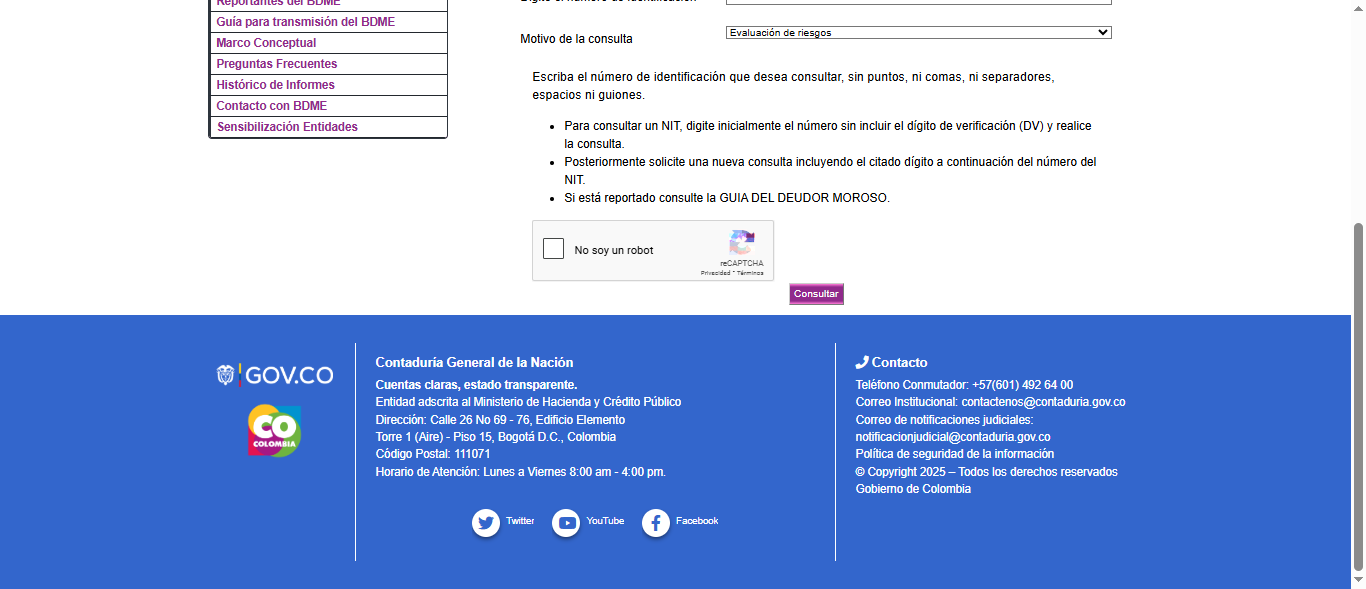 Reportantes del BDME
Guía para transmisión del BDME
Marco Conceptual
Preguntas Frecuentes
Histórico de Informes
Contacto con BDME
Sensibilización Entidades
Digite el número de identificación
Motivo de la consulta
Evaluación de riesgos
Escriba el número de identificación que desea consultar, sin puntos, ni comas, ni separadores,
espacios ni guiones.
Para consultar un NIT, digite inicialmente el número sin incluir el dígito de verificación (DV) y realice
la consulta.
Posteriormente solicite una nueva consulta incluyendo el citado dígito a continuación del número del
NIT.
Si está reportado consulte la GUIA DEL DEUDOR MOROSO.
No soy un robot
reCAPTCHA
Privacidad - Términos
Consultar
GOV.CO
CO
COLOMBIA
Contaduría General de la Nación
Cuentas claras, estado transparente.
Entidad adscrita al Ministerio de Hacienda y Crédito Público
Dirección: Calle 26 No 69 - 76, Edificio Elemento
Torre 1 (Aire) - Piso 15, Bogotá D.C., Colombia
Código Postal: 111071
Horario de Atención: Lunes a Viernes 8:00 am - 4:00 pm.
Twitter
YouTube
Facebook
Contacto
Teléfono Conmutador: +57(601) 492 64 00
Correo Institucional: contactenos@contaduria.gov.co
Correo de notificaciones judiciales:
notificacionjudicial@contaduria.gov.co
Política de seguridad de la información
© Copyright 2025 – Todos los derechos reservados
Gobierno de Colombia